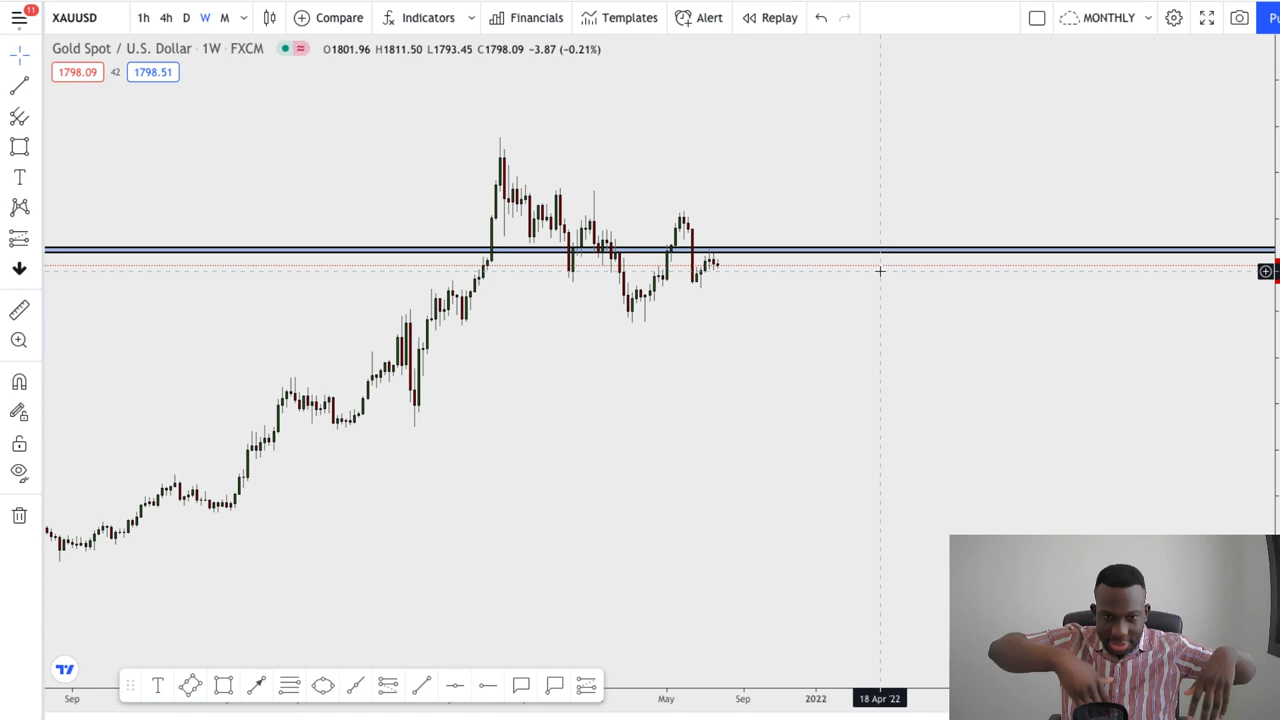 11
XAUUSD 1h 4h D W M Compare Indicators Financials Templates Alert Replay MONTHLY
Gold Spot / U.S. Dollar · 1W · FXCM O1801.96 H1811.50 L1793.45 C1798.09 −3.87 (−0.21%)
1798.09 42 1798.51
T
T
Sep May Sep 2022 18 Apr '22